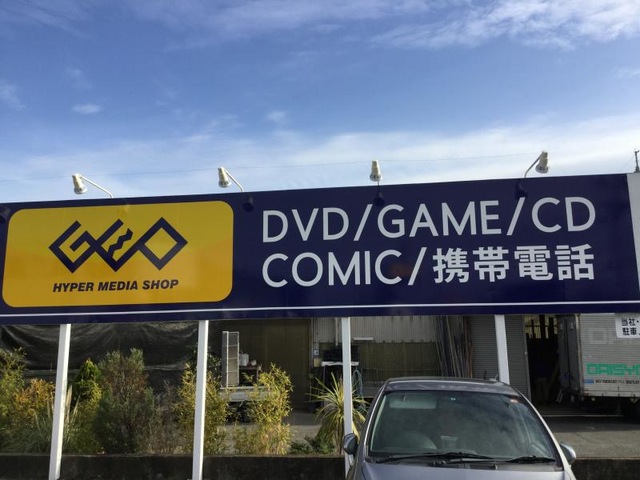 GEO
HYPER MEDIA SHOP
DVD/GAME/CD
COMIC/携帯電話